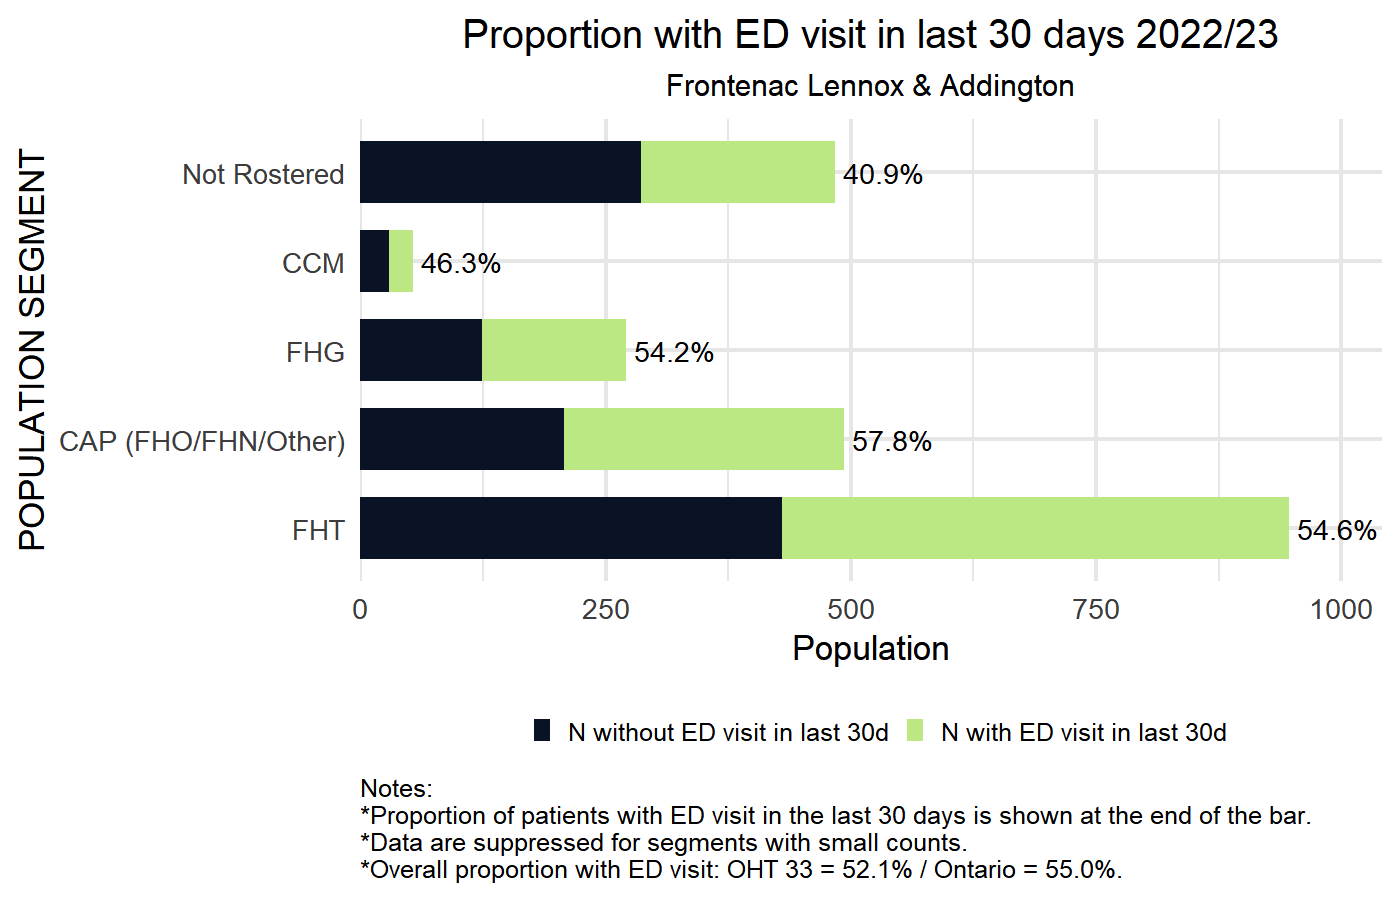 Proportion with ED visit in last 30 days 2022/23
Frontenac Lennox & Addington
POPULATION SEGMENT
Not Rostered
40.9%
CCM
46.3%
FHG
54.2%
CAP (FHO/FHN/Other)
57.8%
FHT
54.6%
0 250 500 750 1000
Population
N without ED visit in last 30d N with ED visit in last 30d
Notes:
*Proportion of patients with ED visit in the last 30 days is shown at the end of the bar.
*Data are suppressed for segments with small counts.
*Overall proportion with ED visit: OHT 33 = 52.1% / Ontario = 55.0%.